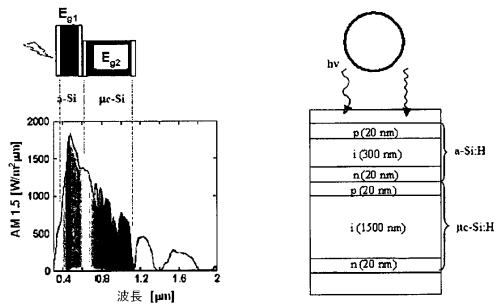 Eg1
Eg2
a-Si
μc-Si
AM 1.5 [W/m²μm]
2000
1500
1000
500
0
0.4
0.8
1.2
1.6
2
波長 [μm]
hν
p (20 nm)
i (300 nm)
n (20 nm)
a-Si:H
p (20 nm)
i (1500 nm)
n (20 nm)
μc-Si:H